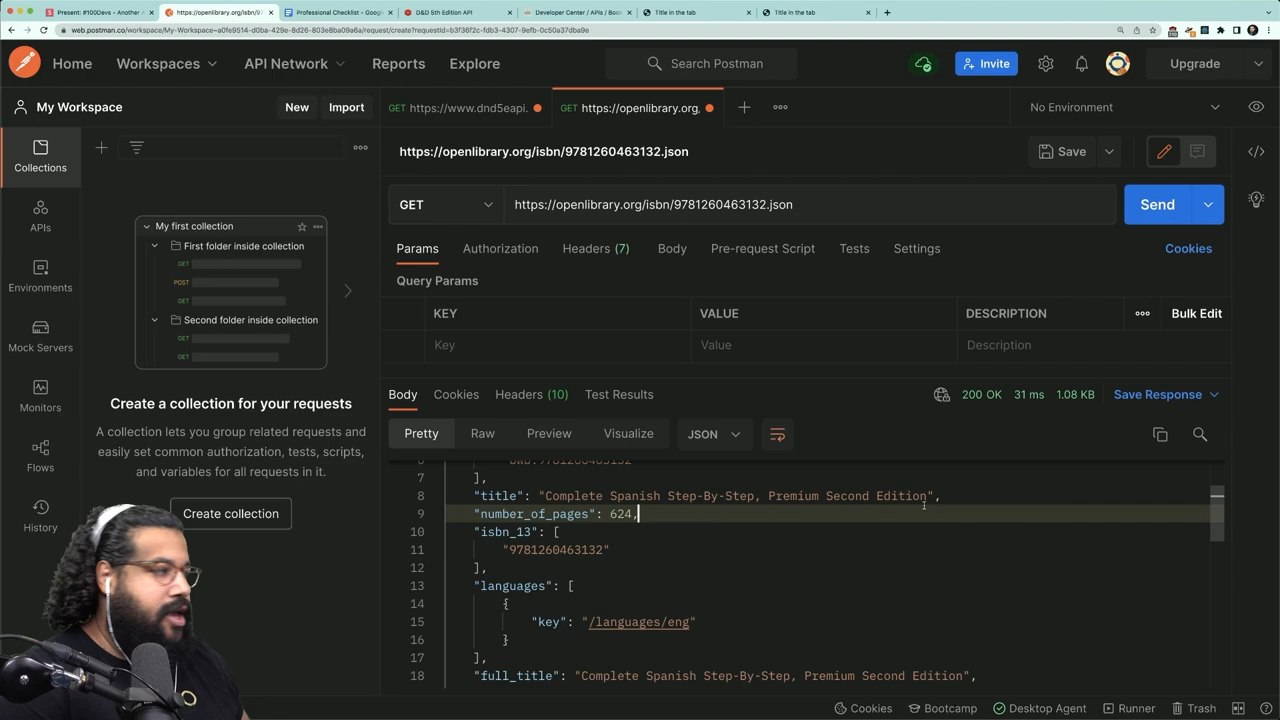 Present: #100Devs - Another A
https://openlibrary.org/isbn/97
Professional Checklist - Google
D&D 5th Edition API
Developer Center / APIs / Boo
Title in the tab
Title in the tab
web.postman.co/workspace/My-Workspace~a0fe9514-d0ba-429e-8d26-803e8ba09a6a/request/create?requestId=b3f36f2c-fdb3-4307-9efb-0c50a37dba9e
Home
Workspaces
API Network
Reports
Explore
Search Postman
Invite
Upgrade
My Workspace
New
Import
GET https://www.dnd5eapi.
GET https://openlibrary.org,
No Environment
Collections
APIs
Environments
Mock Servers
Monitors
Flows
History
My first collection
First folder inside collection
GET
POST
GET
Second folder inside collection
GET
GET
Create a collection for your requests
A collection lets you group related requests and
easily set common authorization, tests, scripts,
and variables for all requests in it.
Create collection
https://openlibrary.org/isbn/9781260463132.json
Save
GET
https://openlibrary.org/isbn/9781260463132.json
Send
Params
Authorization
Headers (7)
Body
Pre-request Script
Tests
Settings
Cookies
Query Params
KEY
VALUE
DESCRIPTION
Bulk Edit
Key
Value
Description
Body
Cookies
Headers (10)
Test Results
200 OK
31 ms
1.08 KB
Save Response
Pretty
Raw
Preview
Visualize
JSON
6 "bwb:9781260463132"
7 ],
8 "title": "Complete Spanish Step-By-Step, Premium Second Edition",
9 "number_of_pages": 624,
10 "isbn_13": [
11 "9781260463132"
12 ],
13 "languages": [
14 {
15 "key": "/languages/eng"
16 }
17 ],
18 "full_title": "Complete Spanish Step-By-Step, Premium Second Edition",
Cookies
Bootcamp
Desktop Agent
Runner
Trash